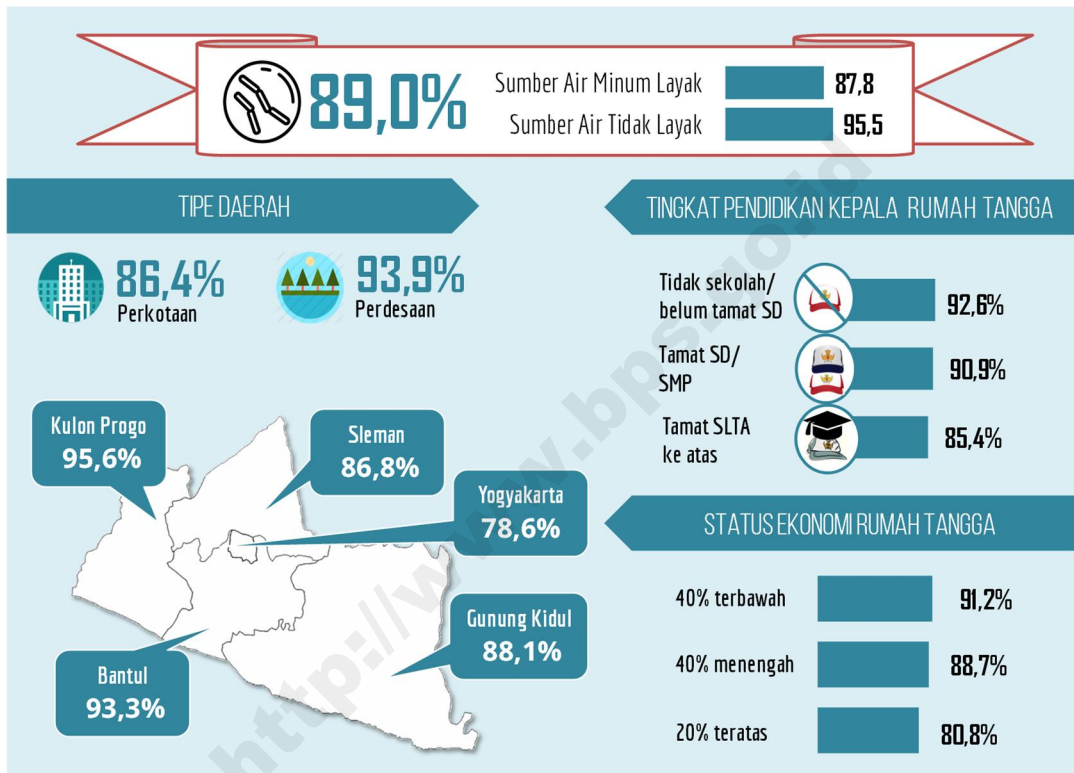 89,0%
Sumber Air Minum Layak
87,8
Sumber Air Tidak Layak
95,5
TIPE DAERAH
86,4%
Perkotaan
93,9%
Perdesaan
Kulon Progo
95,6%
Sleman
86,8%
Yogyakarta
78,6%
Gunung Kidul
88,1%
Bantul
93,3%
TINGKAT PENDIDIKAN KEPALA RUMAH TANGGA
Tidak sekolah/
belum tamat SD
92,6%
Tamat SD/
SMP
90,9%
Tamat SLTA
ke atas
85,4%
STATUS EKONOMI RUMAH TANGGA
40% terbawah
91,2%
40% menengah
88,7%
20% teratas
80,8%
http://www.bps.go.id